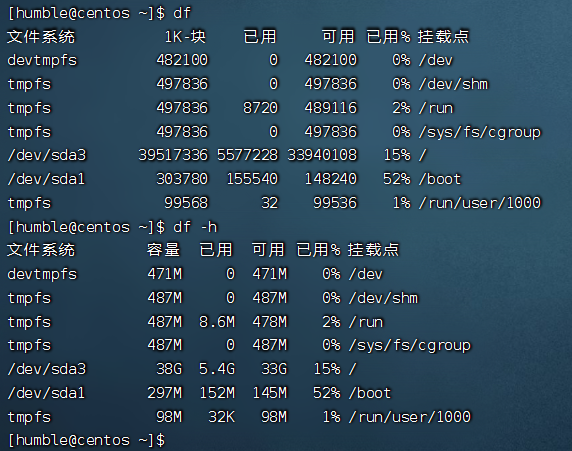 [humble@centos ~]$ df
文件系统          1K-块    已用     可用 已用% 挂载点
devtmpfs         482100       0   482100    0% /dev
tmpfs            497836       0   497836    0% /dev/shm
tmpfs            497836    8720   489116    2% /run
tmpfs            497836       0   497836    0% /sys/fs/cgroup
/dev/sda3      39517336 5577228 33940108   15% /
/dev/sda1        303780  155540   148240   52% /boot
tmpfs             99568      32    99536    1% /run/user/1000
[humble@centos ~]$ df -h
文件系统        容量  已用  可用 已用% 挂载点
devtmpfs        471M     0  471M    0% /dev
tmpfs           487M     0  487M    0% /dev/shm
tmpfs           487M  8.6M  478M    2% /run
tmpfs           487M     0  487M    0% /sys/fs/cgroup
/dev/sda3        38G  5.4G   33G   15% /
/dev/sda1       297M  152M  145M   52% /boot
tmpfs            98M   32K   98M    1% /run/user/1000
[humble@centos ~]$